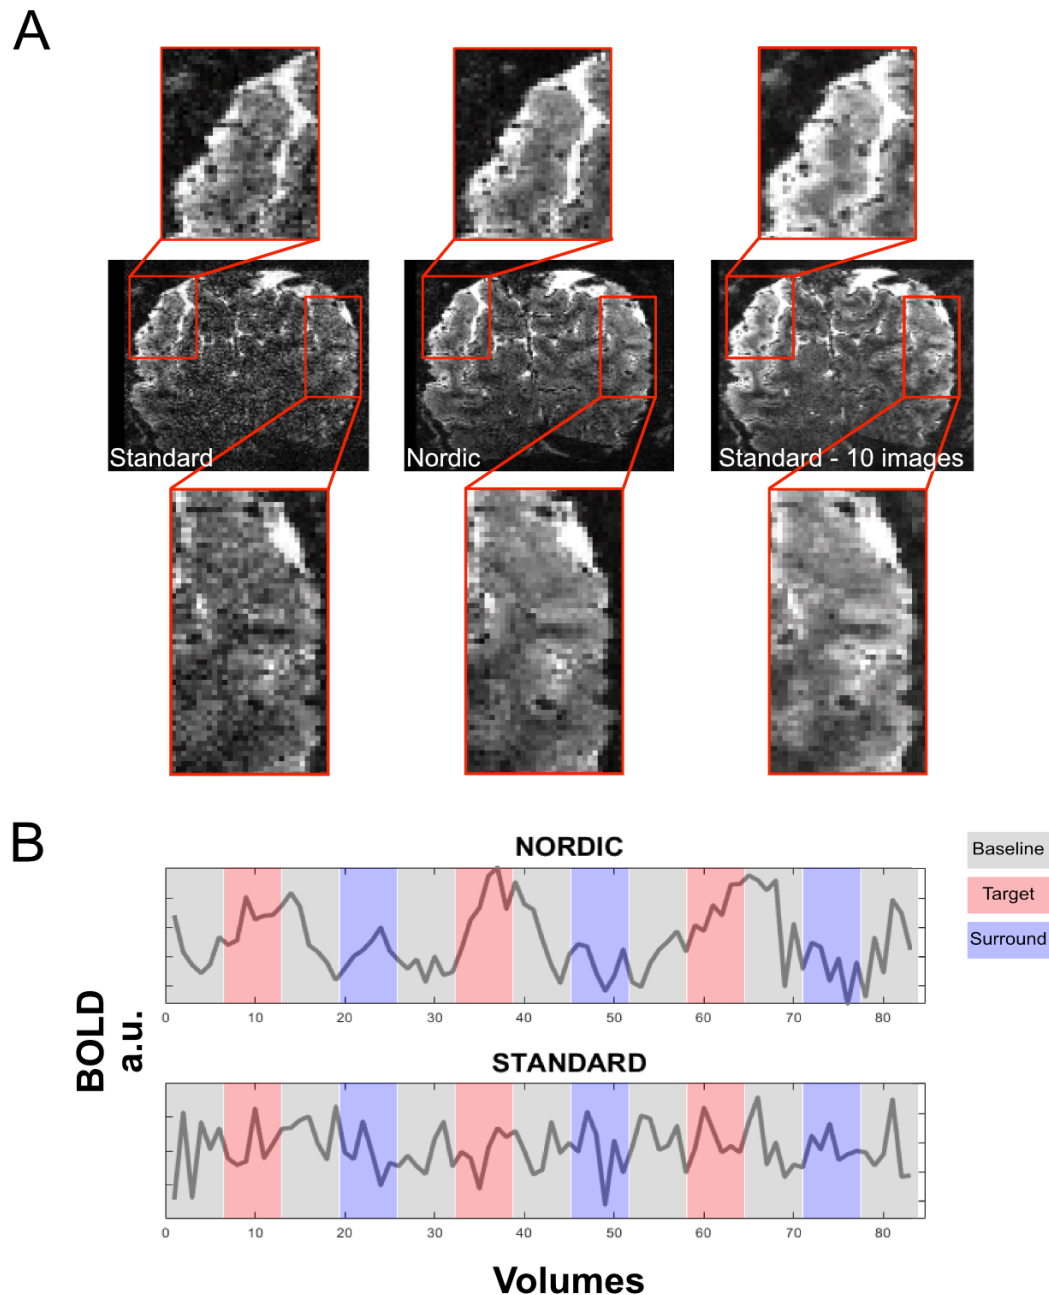 A
Standard
Nordic
Standard - 10 images
B
NORDIC
Baseline
Target
Surround
0 10 20 30 40 50 60 70 80
BOLD
a.u.
STANDARD
0 10 20 30 40 50 60 70 80
Volumes